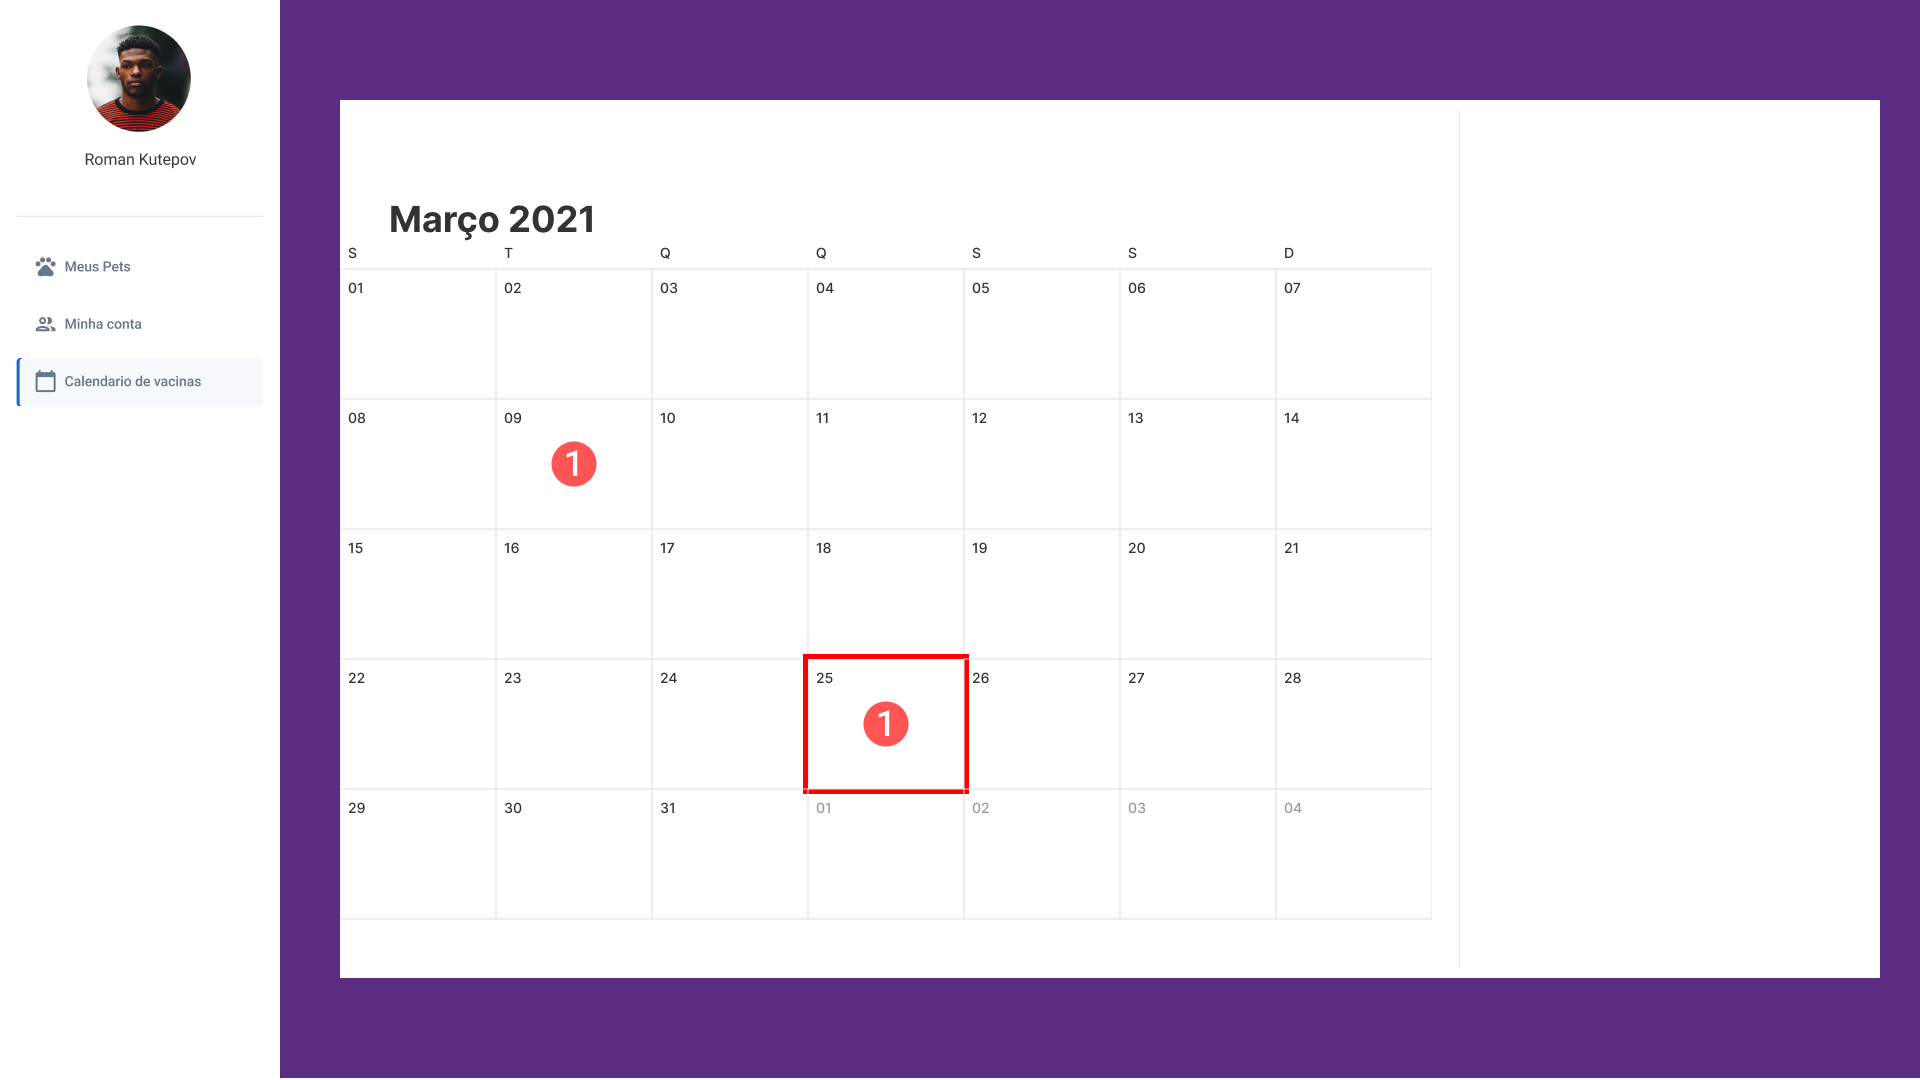 Roman Kutepov
Meus Pets
Minha conta
Calendario de vacinas
Março 2021
S T Q Q S S D
01 02 03 04 05 06 07
08 09 10 11 12 13 14
1
15 16 17 18 19 20 21
22 23 24 25 26 27 28
1
29 30 31 01 02 03 04